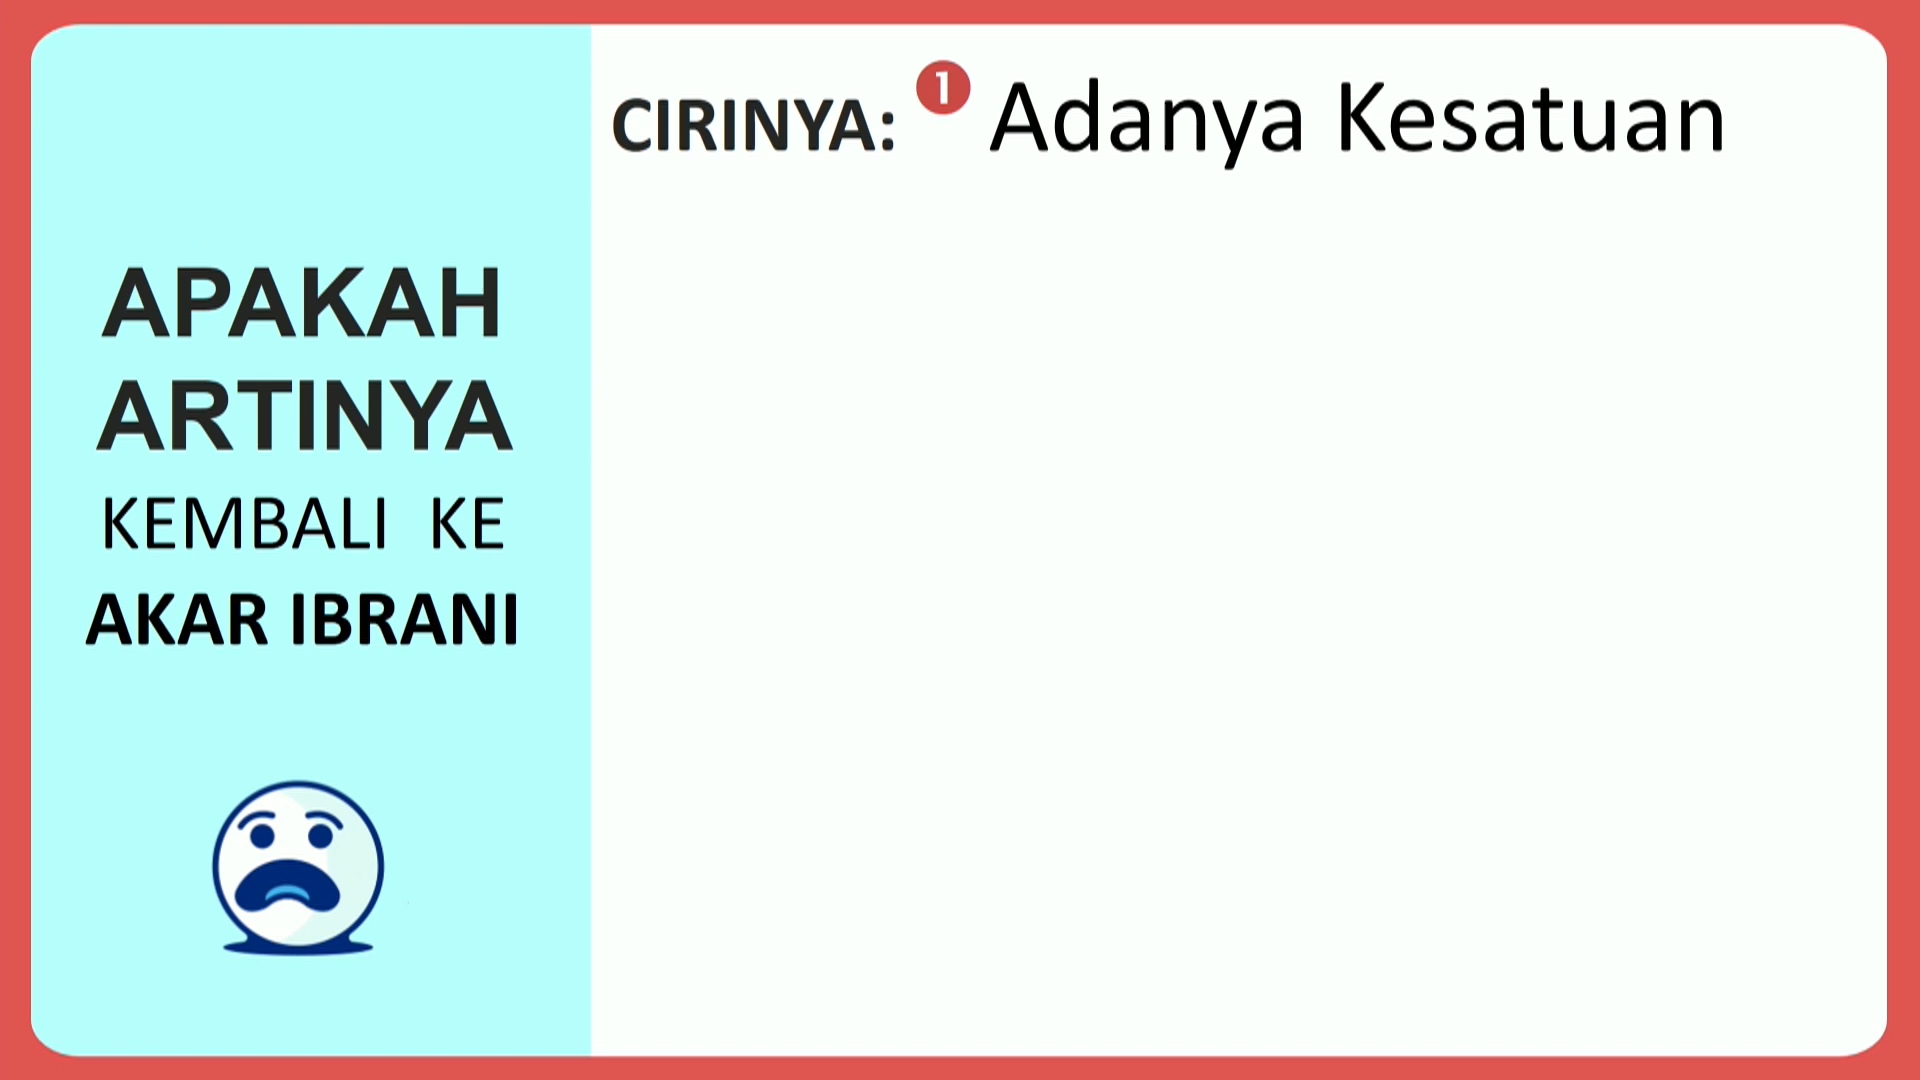 APAKAH
ARTINYA
KEMBALI KE
AKAR IBRANI
CIRINYA: 1 Adanya Kesatuan